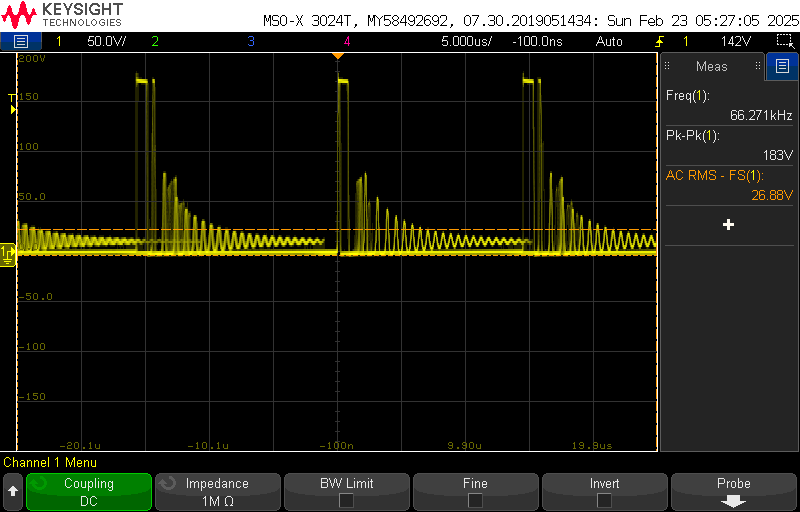 KEYSIGHT
TECHNOLOGIES
MSO-X 3024T, MY58492692, 07.30.2019051434: Sun Feb 23 05:27:05 2025
1 50.0V/ 2 3 4 5.000us/ -100.0ns Auto 1 142V
200V
T
150
100
50.0
1
-50.0
-100
-150
-20.1u -10.1u -100n 9.90u 19.9us
Meas
Freq(1):
66.271kHz
Pk-Pk(1):
183V
AC RMS - FS(1):
26.88V
Channel 1 Menu
Coupling
DC
Impedance
1M Ω
BW Limit
Fine
Invert
Probe